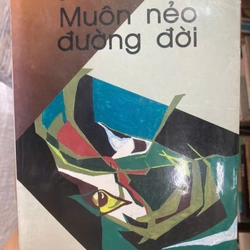 Muôn nẻo
đường đời